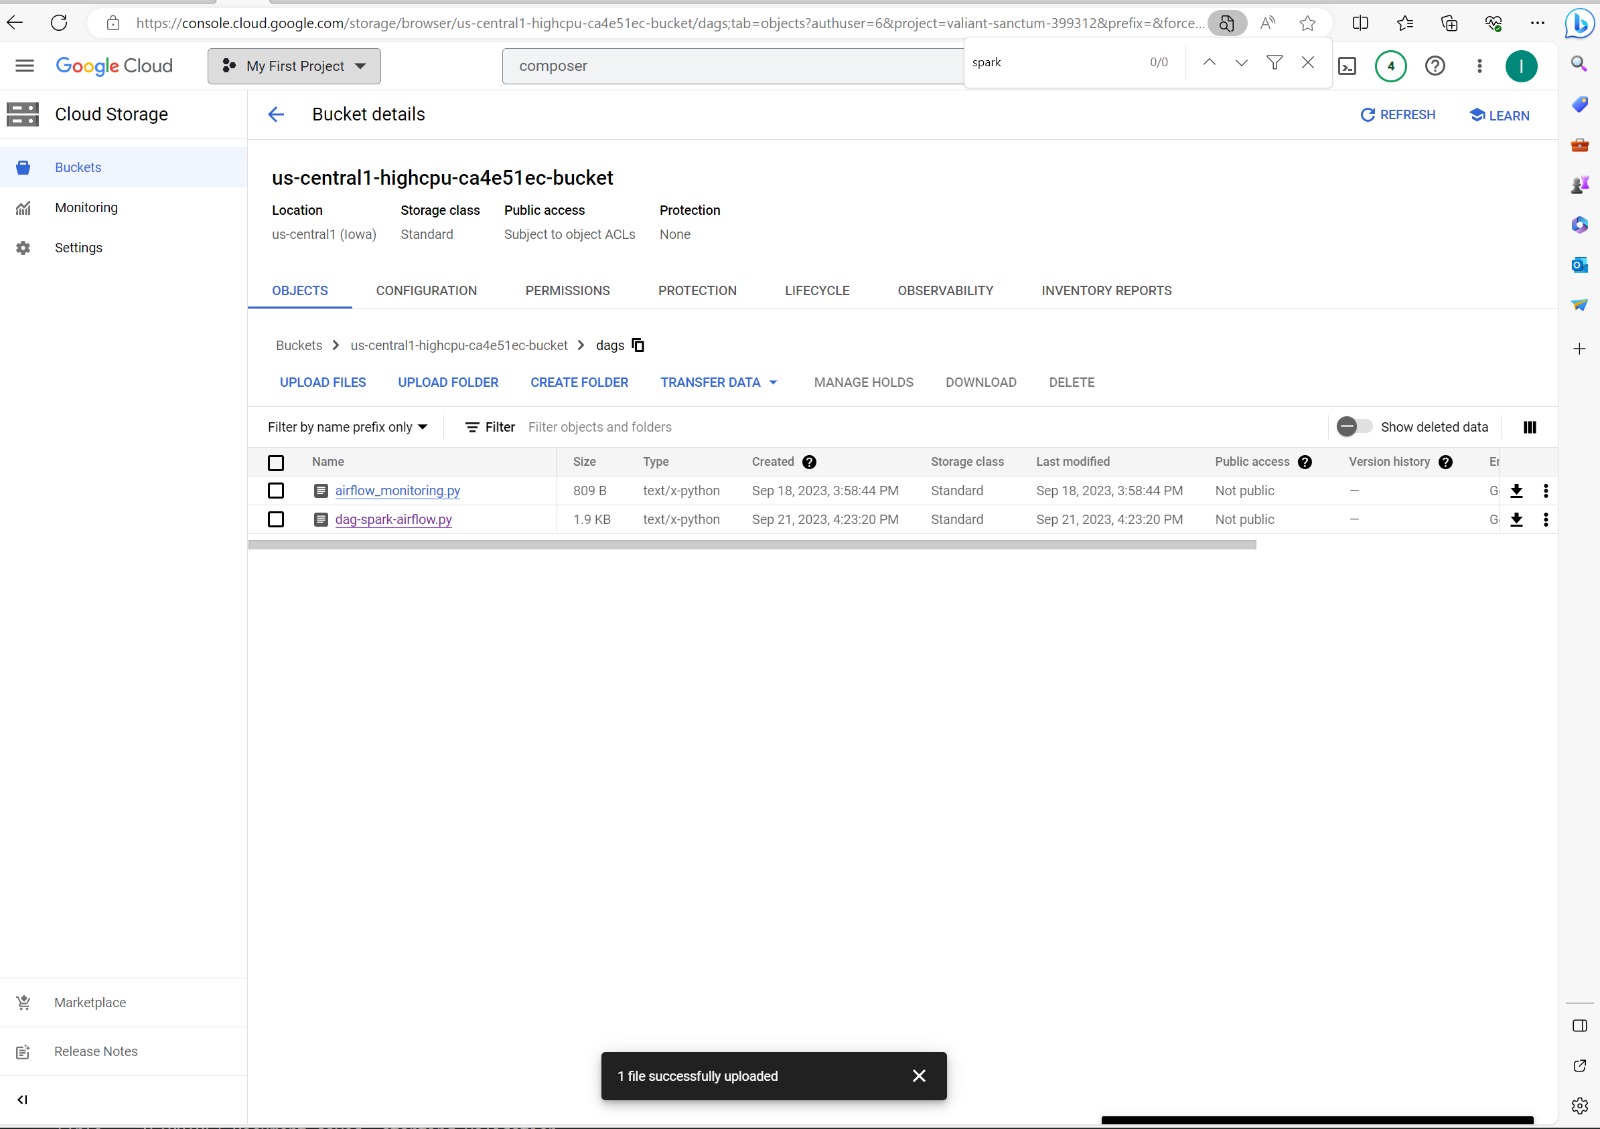 https://console.cloud.google.com/storage/browser/us-central1-highcpu-ca4e51ec-bucket/dags;tab=objects?authuser=6&project=valiant-sanctum-399312&prefix=&force...
Google Cloud
My First Project
composer
spark
0/0
4
I
Cloud Storage
Bucket details
REFRESH
LEARN
Buckets
Monitoring
Settings
us-central1-highcpu-ca4e51ec-bucket
Location Storage class Public access Protection
us-central1 (Iowa) Standard Subject to object ACLs None
OBJECTS CONFIGURATION PERMISSIONS PROTECTION LIFECYCLE OBSERVABILITY INVENTORY REPORTS
Buckets us-central1-highcpu-ca4e51ec-bucket dags
UPLOAD FILES UPLOAD FOLDER CREATE FOLDER TRANSFER DATA MANAGE HOLDS DOWNLOAD DELETE
Filter by name prefix only Filter Filter objects and folders Show deleted data
Name Size Type Created Storage class Last modified Public access Version history
airflow_monitoring.py 809 B text/x-python Sep 18, 2023, 3:58:44 PM Standard Sep 18, 2023, 3:58:44 PM Not public —
dag-spark-airflow.py 1.9 KB text/x-python Sep 21, 2023, 4:23:20 PM Standard Sep 21, 2023, 4:23:20 PM Not public —
Marketplace
Release Notes
1 file successfully uploaded